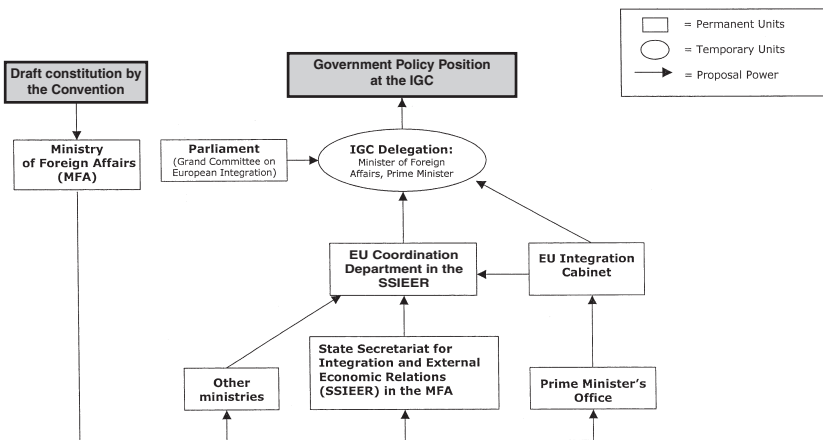 = Permanent Units
= Temporary Units
= Proposal Power
Draft constitution by
the Convention
Government Policy Position
at the IGC
Ministry
of Foreign Affairs
(MFA)
Parliament
(Grand Committee on
European Integration)
IGC Delegation:
Minister of Foreign
Affairs, Prime Minister
EU Coordination
Department in the
SSIEER
EU Integration
Cabinet
Other
ministries
State Secretariat for
Integration and External
Economic Relations
(SSIEER) in the MFA
Prime Minister's
Office